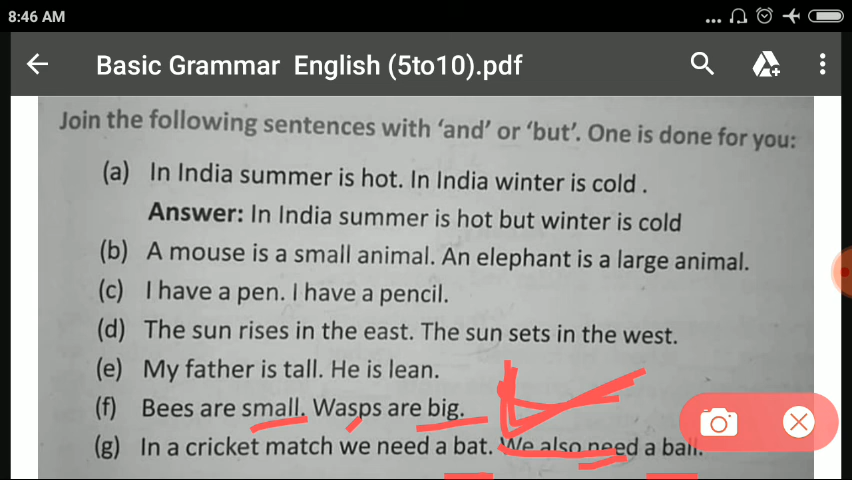 8:46 AM
Basic Grammar English (5to10).pdf
Join the following sentences with ‘and’ or ‘but’. One is done for you:
(a) In India summer is hot. In India winter is cold .
Answer: In India summer is hot but winter is cold
(b) A mouse is a small animal. An elephant is a large animal.
(c) I have a pen. I have a pencil.
(d) The sun rises in the east. The sun sets in the west.
(e) My father is tall. He is lean.
(f) Bees are small. Wasps are big.
(g) In a cricket match we need a bat. We also need a ball.